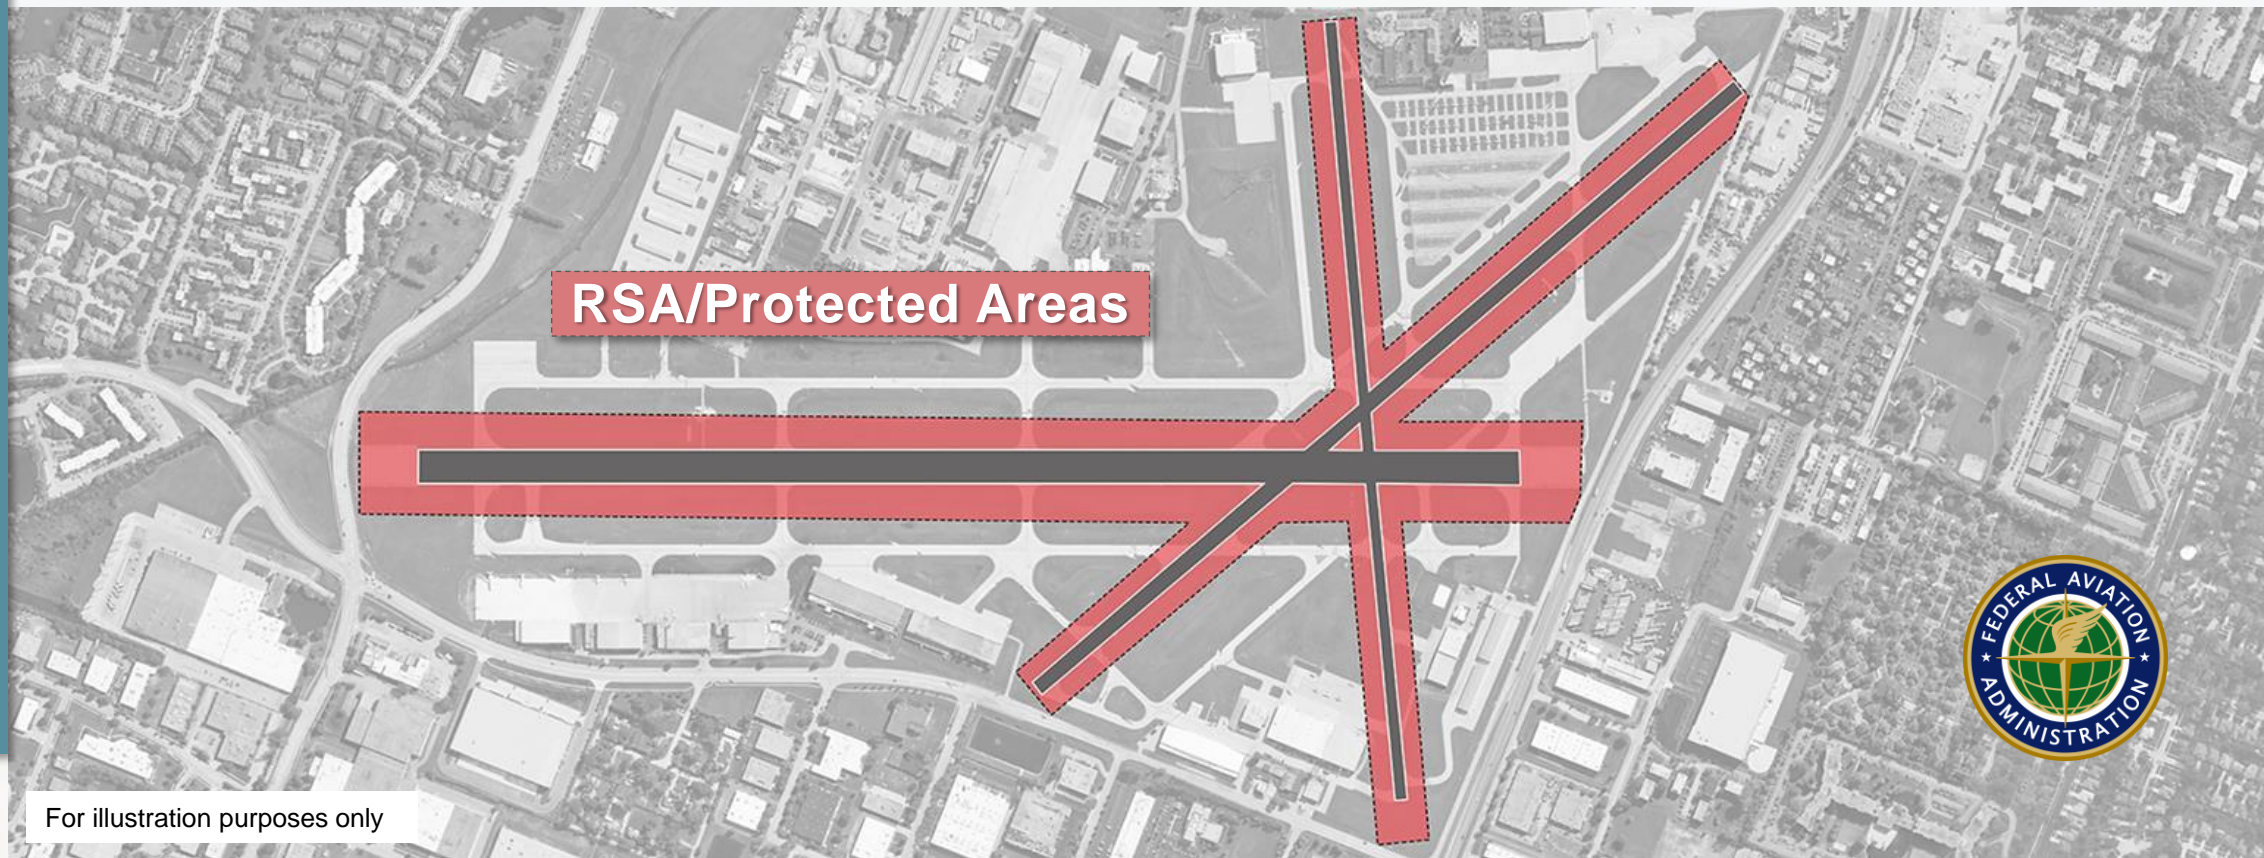 RSA/Protected Areas
FEDERAL AVIATION
ADMINISTRATION
For illustration purposes only